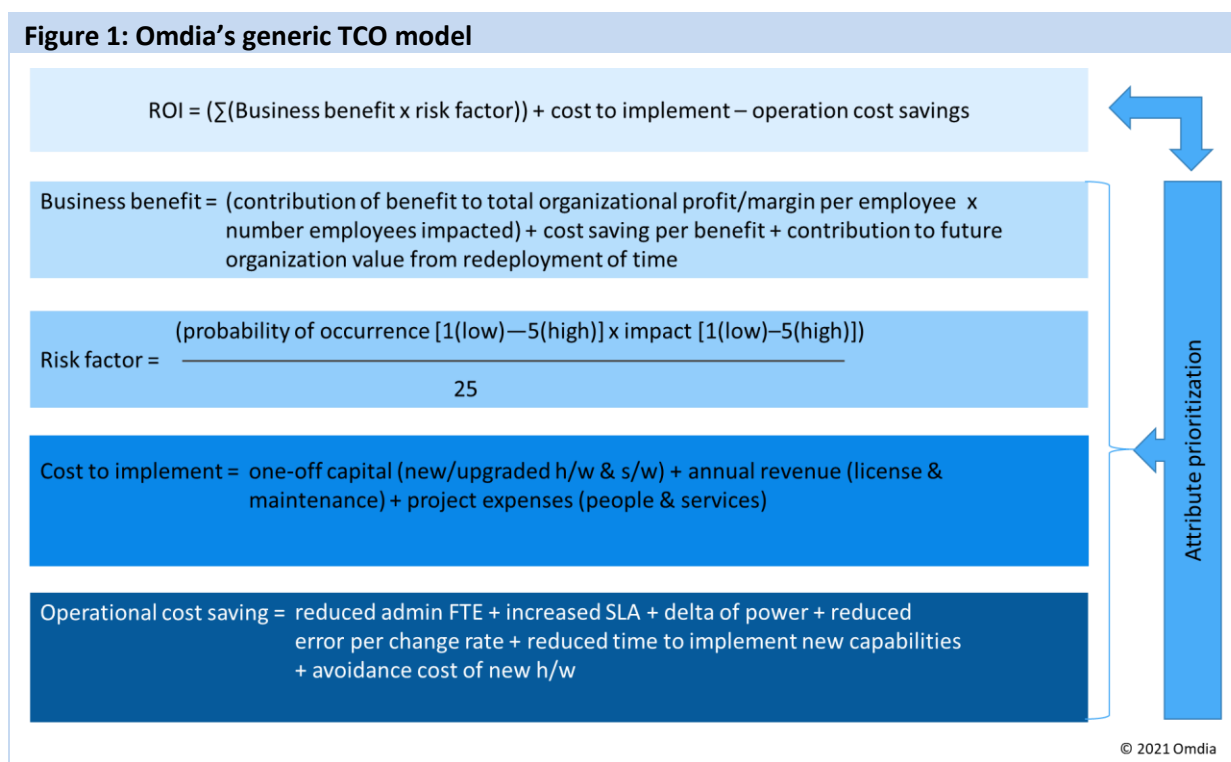 Figure 1: Omdia's generic TCO model
ROI = (∑(Business benefit x risk factor)) + cost to implement – operation cost savings
Business benefit = (contribution of benefit to total organizational profit/margin per employee x
number employees impacted) + cost saving per benefit + contribution to future
organization value from redeployment of time
(probability of occurrence [1(low)—5(high)] x impact [1(low)–5(high)])
Risk factor =
25
Cost to implement = one-off capital (new/upgraded h/w & s/w) + annual revenue (license &
maintenance) + project expenses (people & services)
Operational cost saving = reduced admin FTE + increased SLA + delta of power + reduced
error per change rate + reduced time to implement new capabilities
+ avoidance cost of new h/w
Attribute prioritization
© 2021 Omdia